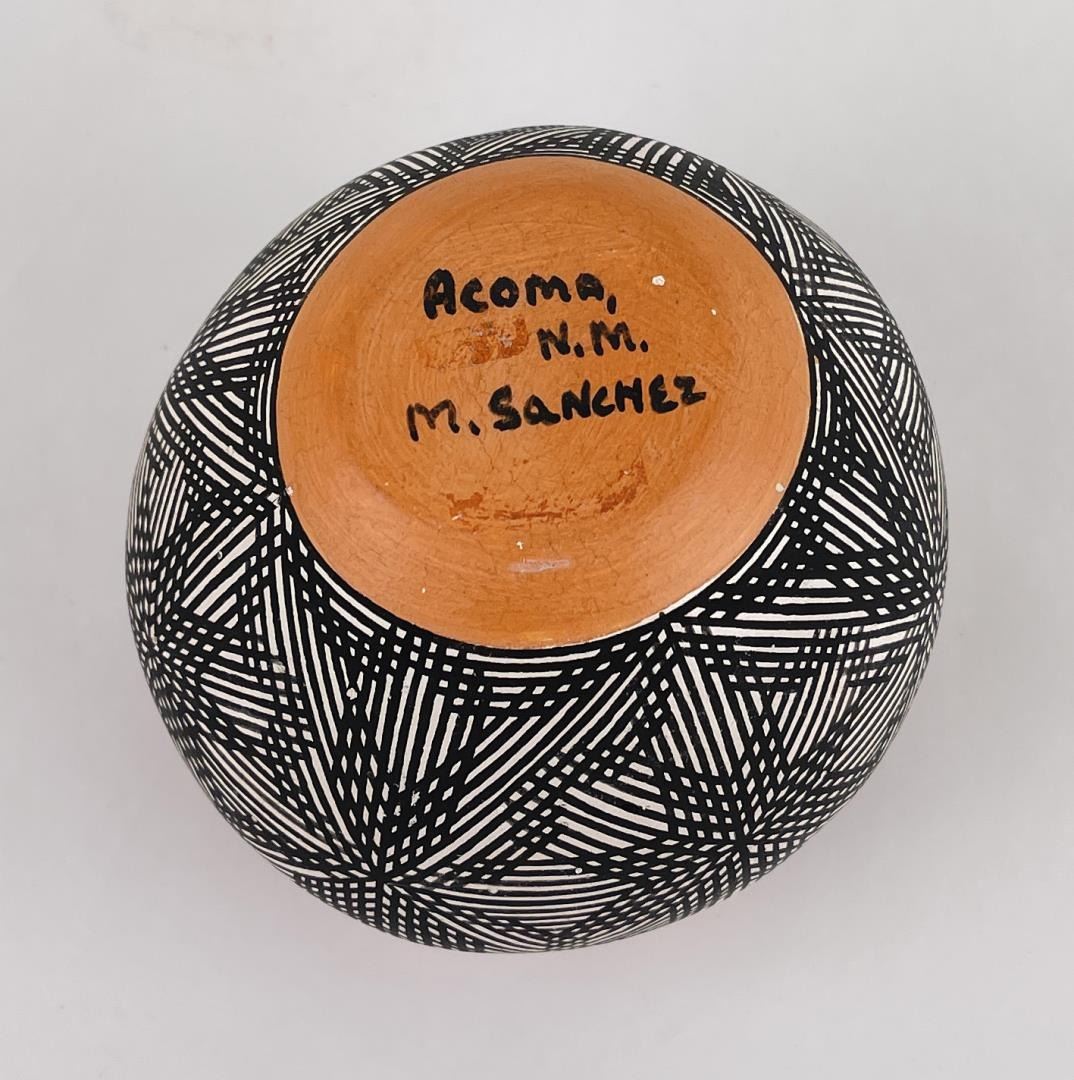 ACOMA,
N.M.
M. SANCHEZ